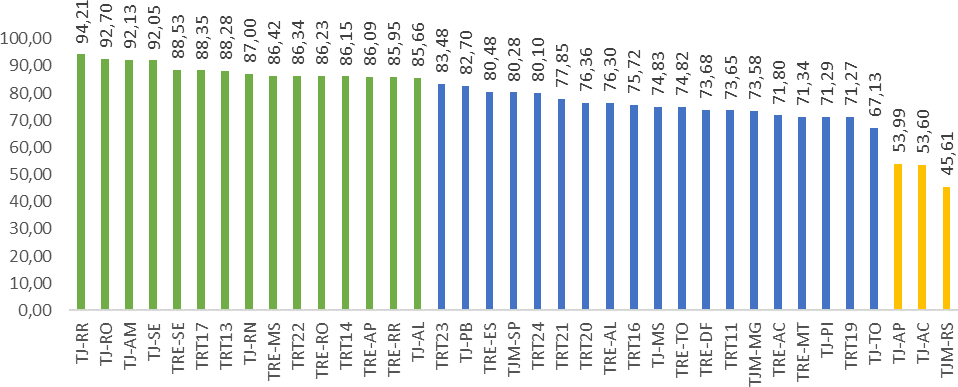 94,21
92,70
92,13
92,05
88,53
88,35
88,28
87,00
86,42
86,34
86,23
86,15
86,09
85,95
85,66
83,48
82,70
80,48
80,28
80,10
77,85
76,36
76,30
75,72
74,83
74,82
73,68
73,65
73,58
71,80
71,34
71,29
71,27
67,13
53,99
53,60
45,61
100,00
90,00
80,00
70,00
60,00
50,00
40,00
30,00
20,00
10,00
0,00
TJ-RR
TJ-RO
TJ-AM
TJ-SE
TRE-SE
TRT17
TRT13
TJ-RN
TRE-MS
TRT22
TRE-RO
TRT14
TRE-AP
TRE-RR
TJ-AL
TRT23
TJ-PB
TRE-ES
TJM-SP
TRT24
TRT21
TRT20
TRE-AL
TRT16
TJ-MS
TRE-TO
TRE-DF
TRT11
TJM-MG
TRE-AC
TRE-MT
TJ-PI
TRT19
TJ-TO
TJ-AP
TJ-AC
TJM-RS